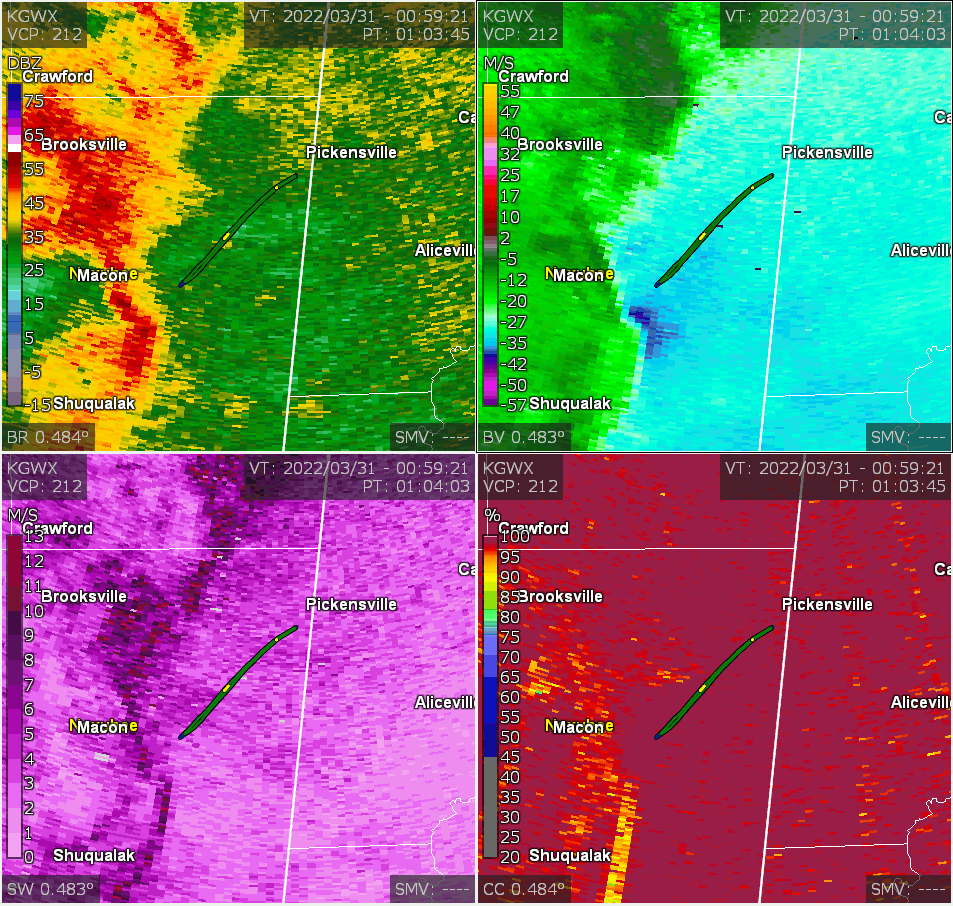 KGWX
VCP: 212
VT: 2022/03/31 - 00:59:21
PT: 01:03:45
DBZ
Crawford
75
65
Brooksville
55
Pickensville
Ca
45
35
Aliceville
25
Macon
15
5
-5
-15
Shuqualak
BR 0.484°
SMV: ----
KGWX
VCP: 212
VT: 2022/03/31 - 00:59:21
PT: 01:04:03
M/S
Crawford
55
47
40
Brooksville
32
Pickensville
Ca
25
17
10
2
Aliceville
-5
-12
Macon
-20
-27
-35
-42
-50
-57
Shuqualak
BV 0.483°
SMV: ----
KGWX
VCP: 212
VT: 2022/03/31 - 00:59:21
PT: 01:04:03
M/S
Crawford
13
12
11
Brooksville
10
Pickensville
Ca
9
8
7
6
Aliceville
5
Macon
4
3
2
1
0
Shuqualak
SW 0.483°
SMV: ----
KGWX
VCP: 212
VT: 2022/03/31 - 00:59:21
PT: 01:03:45
%
Crawford
100
95
90
85
Brooksville
80
Pickensville
Ca
75
70
65
60
Aliceville
55
50
Macon
45
40
35
30
25
20
Shuqualak
CC 0.484°
SMV: ----